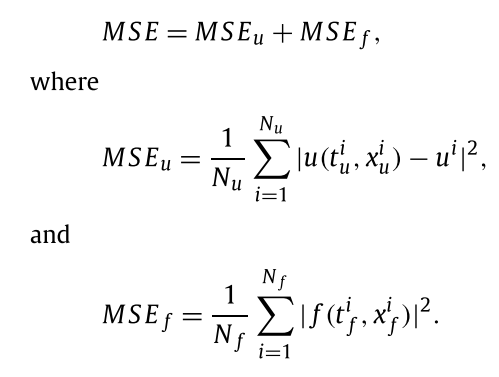 MSE = MSE_u + MSE_f,
where
MSE_u = \frac{1}{N_u} \sum_{i=1}^{N_u} |u(t_u^i, x_u^i) − u^i|^2,
and
MSE_f = \frac{1}{N_f} \sum_{i=1}^{N_f} |f(t_f^i, x_f^i)|^2.